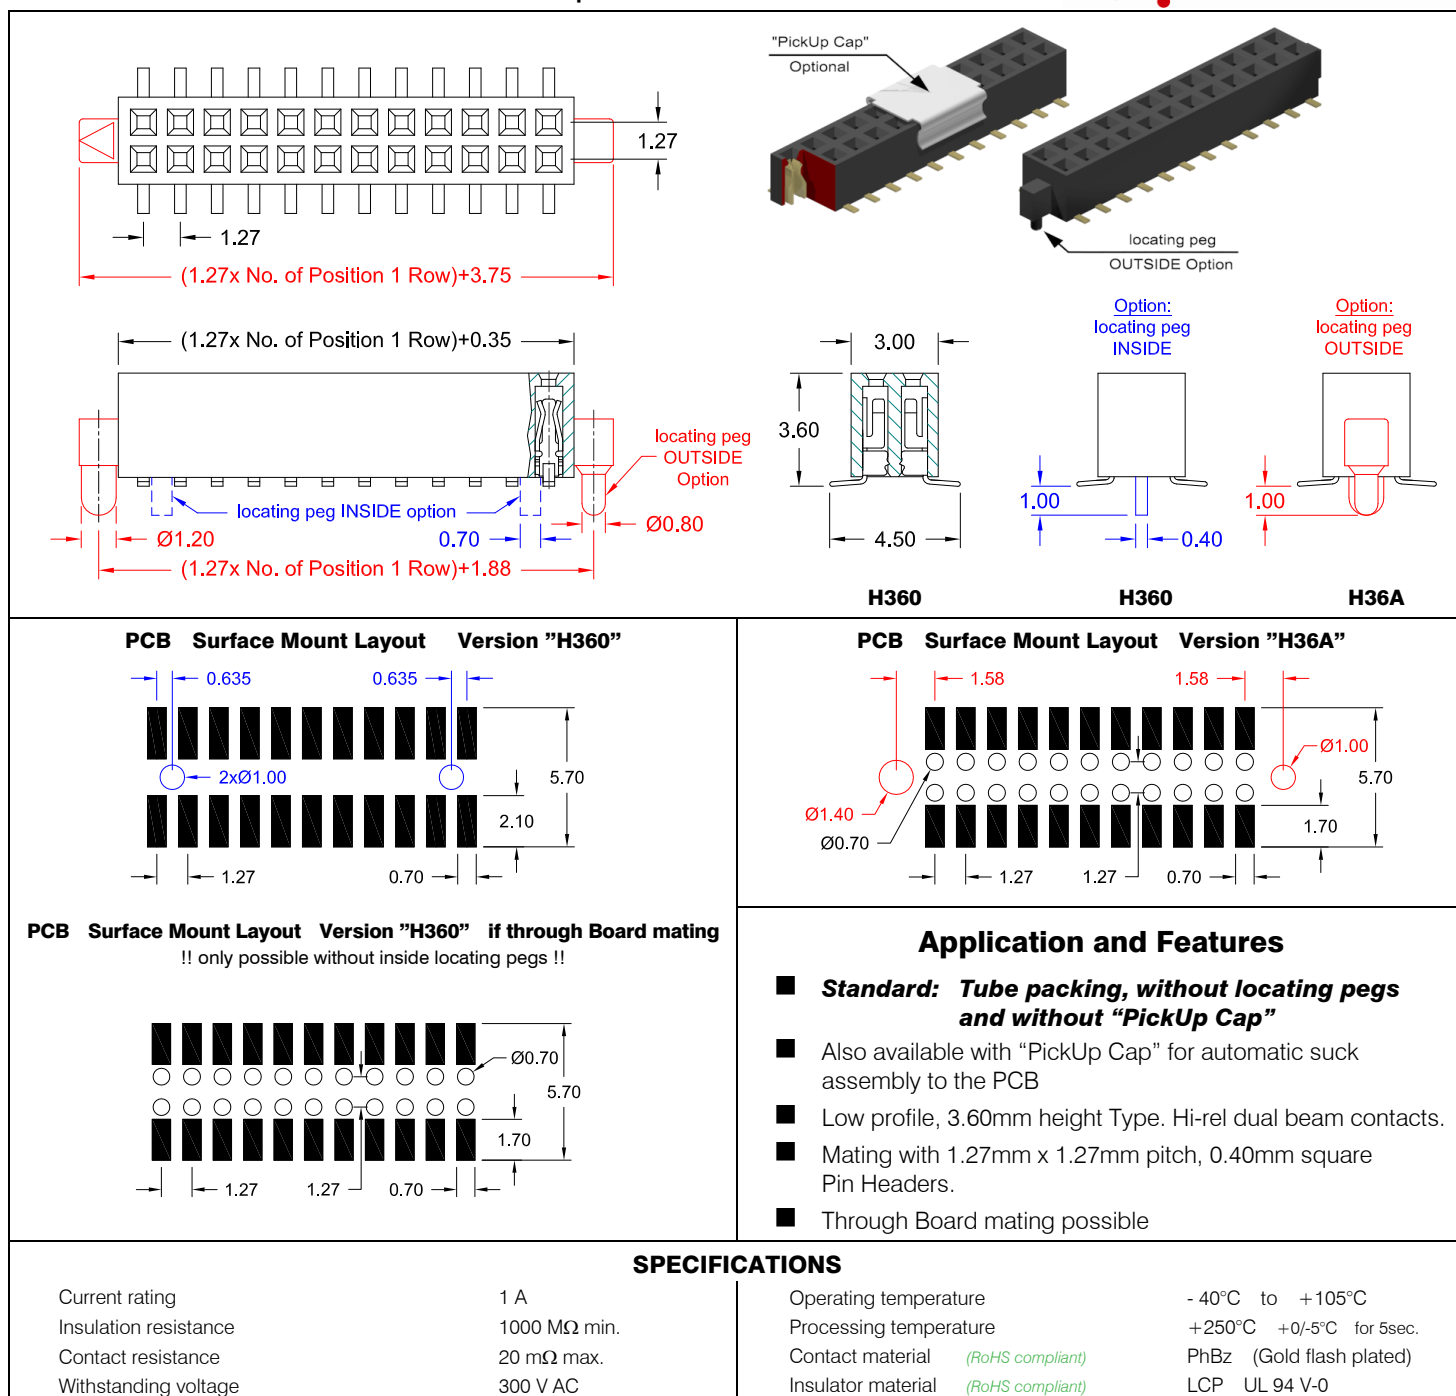 "PickUp Cap"
Optional
1.27
1.27
(1.27x No. of Position 1 Row)+3.75
locating peg
OUTSIDE Option
(1.27x No. of Position 1 Row)+0.35
locating peg
OUTSIDE
Option
locating peg INSIDE option
Ø1.20
0.70
Ø0.80
(1.27x No. of Position 1 Row)+1.88
3.00
3.60
4.50
H360
Option:
locating peg
INSIDE
1.00
0.40
H360
Option:
locating peg
OUTSIDE
1.00
H36A
PCB Surface Mount Layout Version ”H360”
0.635
0.635
2xØ1.00
5.70
2.10
1.27
0.70
PCB Surface Mount Layout Version ”H36A”
1.58
1.58
Ø1.00
5.70
Ø1.40
Ø0.70
1.70
1.27
1.27
0.70
PCB Surface Mount Layout Version ”H360” if through Board mating
!! only possible without inside locating pegs !!
Ø0.70
5.70
1.70
1.27
1.27
0.70
Application and Features
Standard: Tube packing, without locating pegs
and without “PickUp Cap”
Also available with “PickUp Cap” for automatic suck
assembly to the PCB
Low profile, 3.60mm height Type. Hi-rel dual beam contacts.
Mating with 1.27mm x 1.27mm pitch, 0.40mm square
Pin Headers.
Through Board mating possible
SPECIFICATIONS
Current rating 1 A
Insulation resistance 1000 MΩ min.
Contact resistance 20 mΩ max.
Withstanding voltage 300 V AC
Operating temperature - 40°C to +105°C
Processing temperature +250°C +0/-5°C for 5sec.
Contact material (RoHS compliant) PhBz (Gold flash plated)
Insulator material (RoHS compliant) LCP UL 94 V-0